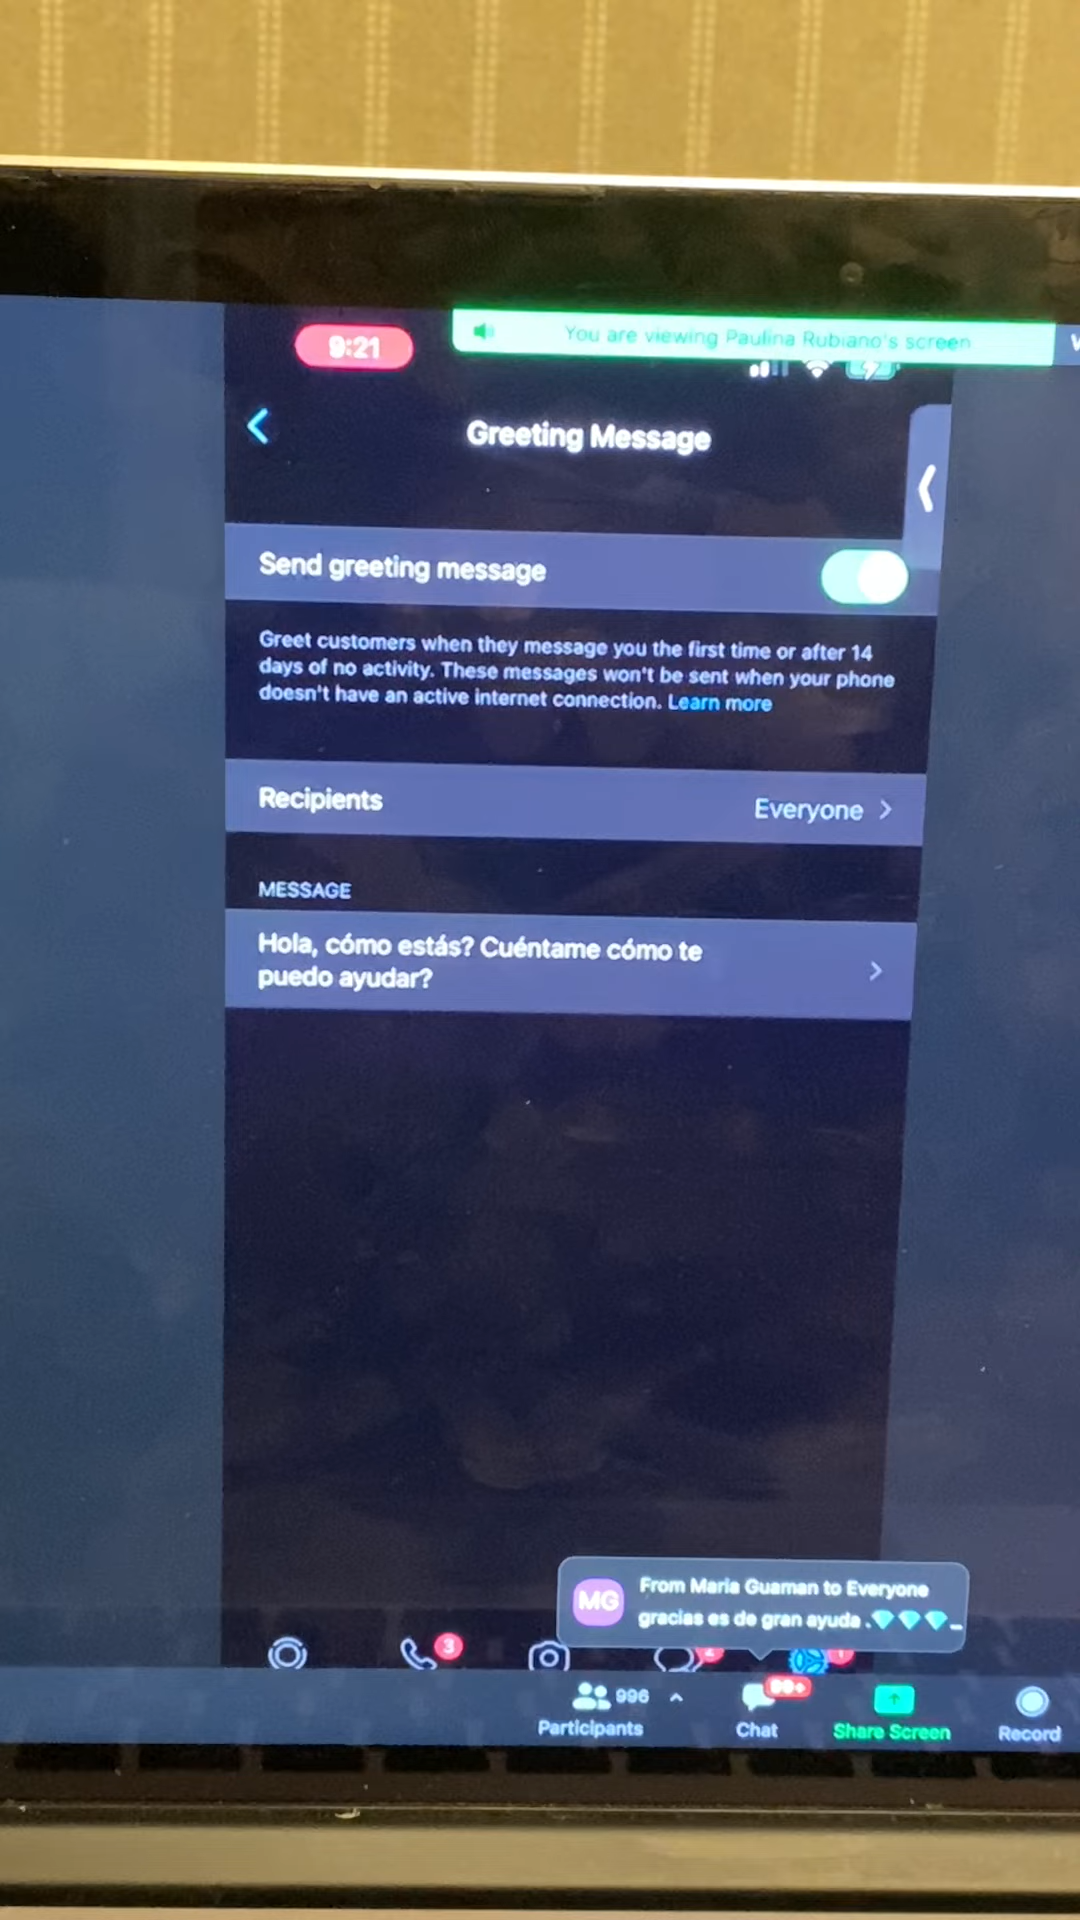 9:21
You are viewing Paulina Rubiano's screen
Greeting Message
Send greeting message
Greet customers when they message you the first time or after 14
days of no activity. These messages won't be sent when your phone
doesn't have an active internet connection. Learn more
Recipients
Everyone
MESSAGE
Hola, cómo estás? Cuéntame cómo te
puedo ayudar?
MG
From Maria Guaman to Everyone
gracias es de gran ayuda .💎💎💎...
3
996
99+
Participants
Chat
Share Screen
Record